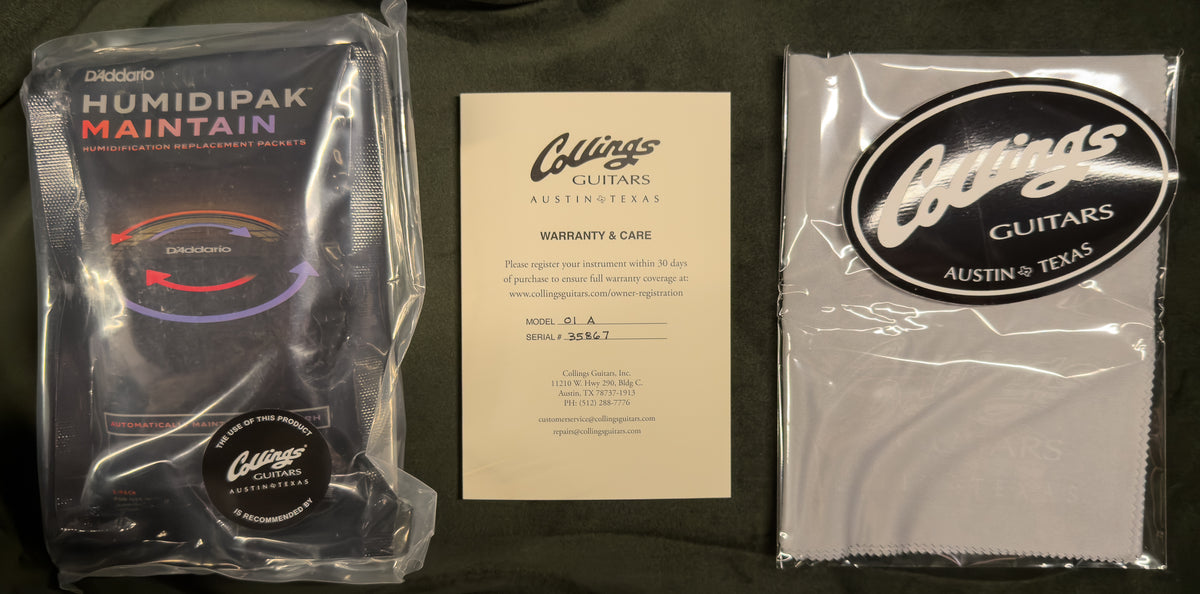 D'Addario
HUMIDIPAK™
MAINTAIN
HUMIDIFICATION REPLACEMENT PACKETS
D'Addario
AUTOMATICALLY
THE USE OF THIS PRODUCT
Collings
GUITARS
AUSTIN TEXAS
IS RECOMMENDED BY
Collings
GUITARS
AUSTIN TEXAS
WARRANTY & CARE
Please register your instrument within 30 days
of purchase to ensure full warranty coverage at:
www.collingsguitars.com/owner-registration
MODEL 01 A
SERIAL # 35867
Collings Guitars, Inc.
11210 W. Hwy 290, Bldg C.
Austin, TX 78737-1913
PH: (512) 288-7776
customerservice@collingsguitars.com
repairs@collingsguitars.com
Collings
GUITARS
AUSTIN TEXAS
GUITARS